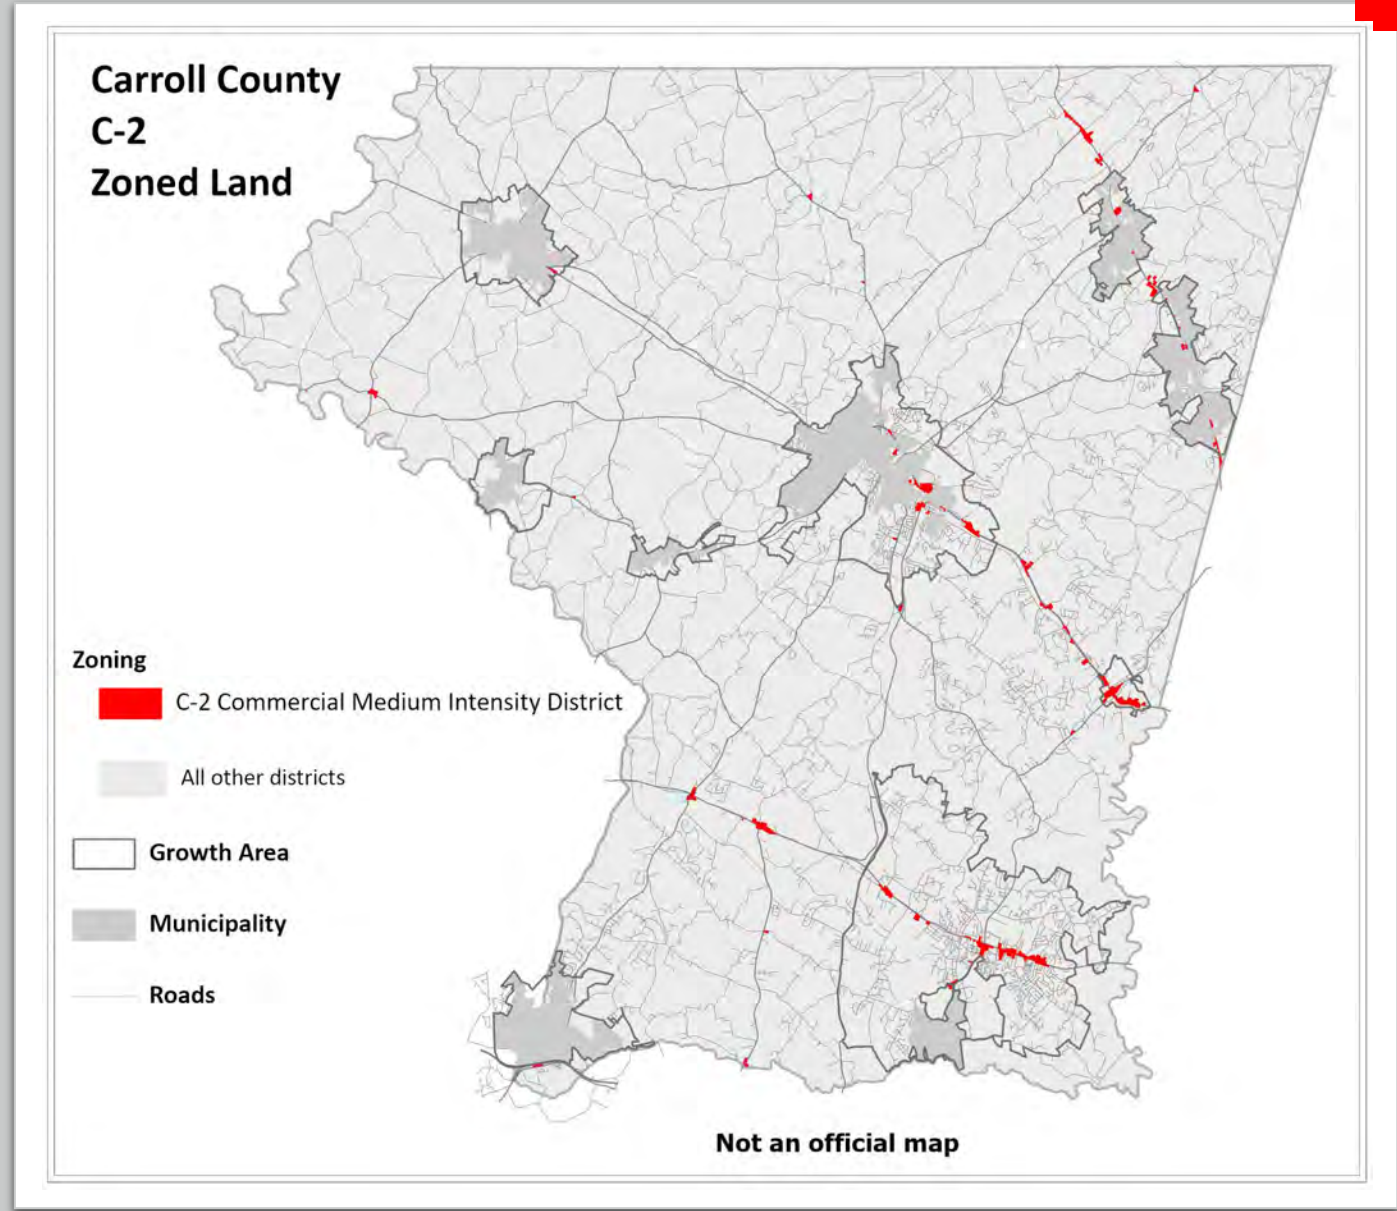 Carroll County
C-2
Zoned Land
Zoning
C-2 Commercial Medium Intensity District
All other districts
Growth Area
Municipality
Roads
Not an official map